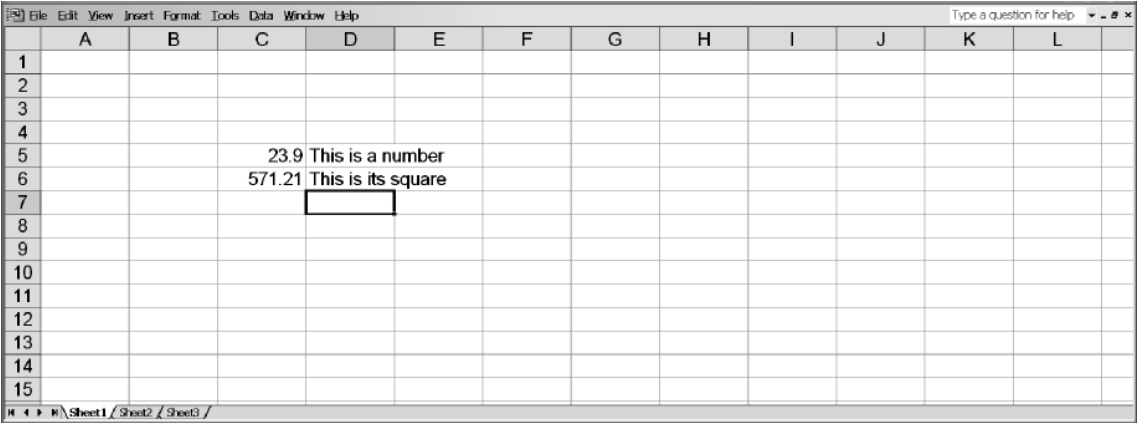 File Edit View Insert Format Tools Data Window Help Type a question for help
A B C D E F G H I J K L
1
2
3
4
5 23.9 This is a number
6 571.21 This is its square
7
8
9
10
11
12
13
14
15
Sheet1 / Sheet2 / Sheet3 /